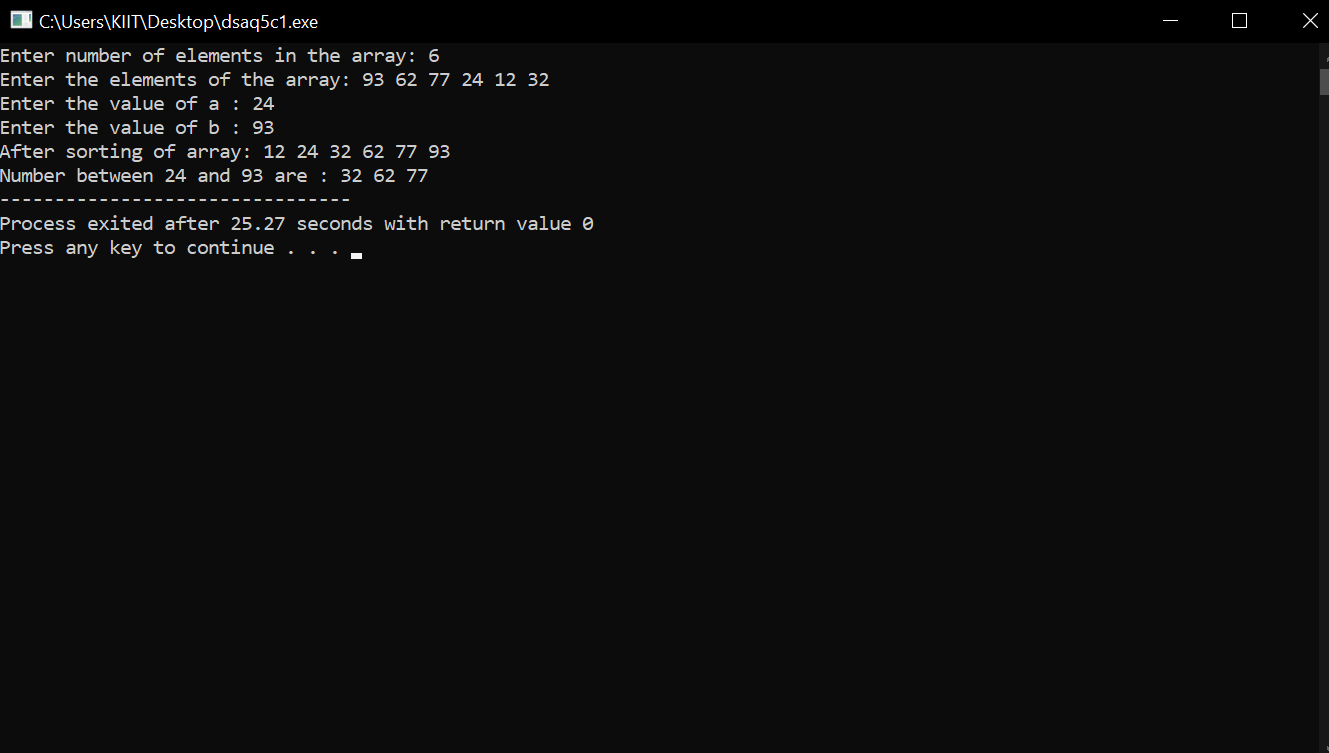 C:\Users\KIIT\Desktop\dsaq5c1.exe
Enter number of elements in the array: 6
Enter the elements of the array: 93 62 77 24 12 32
Enter the value of a : 24
Enter the value of b : 93
After sorting of array: 12 24 32 62 77 93
Number between 24 and 93 are : 32 62 77
--------------------------------
Process exited after 25.27 seconds with return value 0
Press any key to continue . . .